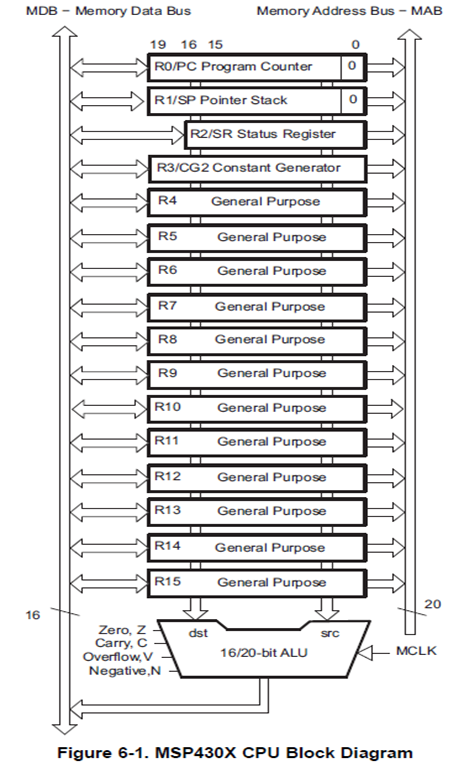 MDB – Memory Data Bus Memory Address Bus – MAB
19 16 15 0
R0/PC Program Counter 0
R1/SP Pointer Stack 0
R2/SR Status Register
R3/CG2 Constant Generator
R4 General Purpose
R5 General Purpose
R6 General Purpose
R7 General Purpose
R8 General Purpose
R9 General Purpose
R10 General Purpose
R11 General Purpose
R12 General Purpose
R13 General Purpose
R14 General Purpose
R15 General Purpose
16 20
Zero, Z
Carry, C
Overflow,V
Negative,N
dst src
16/20-bit ALU
MCLK
Figure 6-1. MSP430X CPU Block Diagram